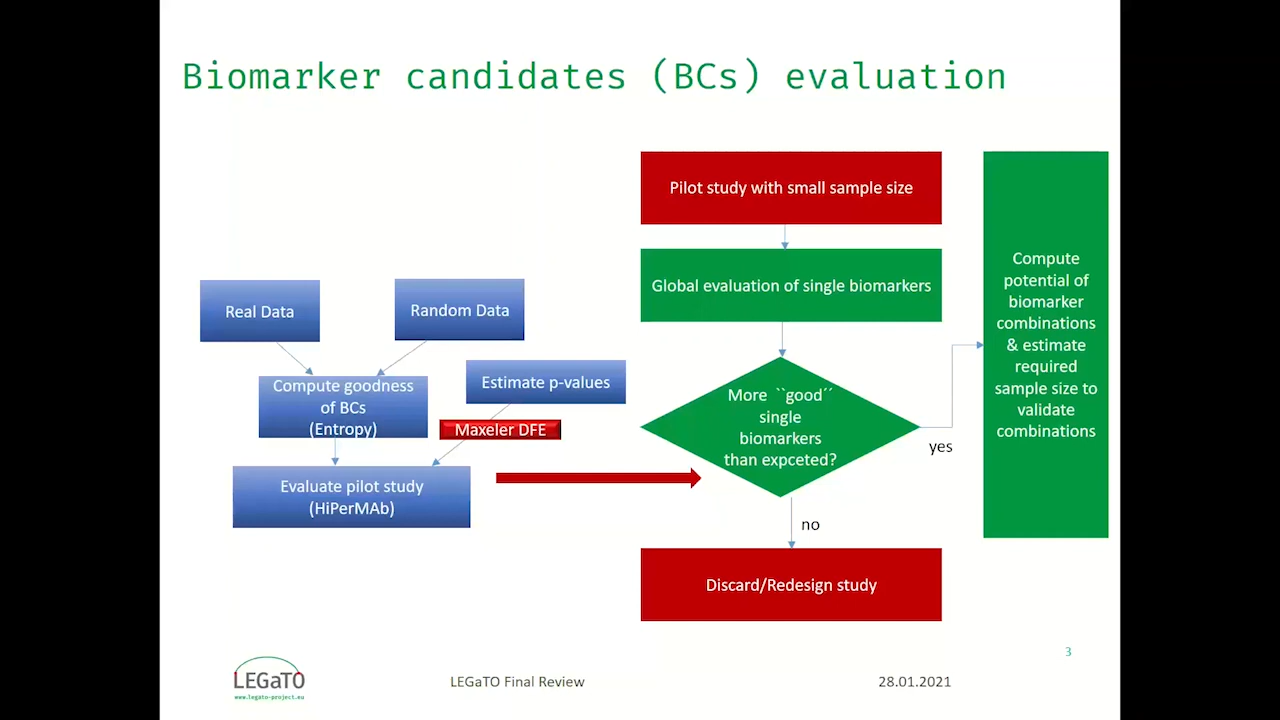 Biomarker candidates (BCs) evaluation
Pilot study with small sample size
Global evaluation of single biomarkers
More ``good´´
single
biomarkers
than expceted?
yes
no
Discard/Redesign study
Compute
potential of
biomarker
combinations
& estimate
required
sample size to
validate
combinations
Real Data
Random Data
Compute goodness
of BCs
(Entropy)
Estimate p-values
Maxeler DFE
Evaluate pilot study
(HiPerMAb)
3
LEGaTO
www.legato-project.eu
LEGaTO Final Review
28.01.2021